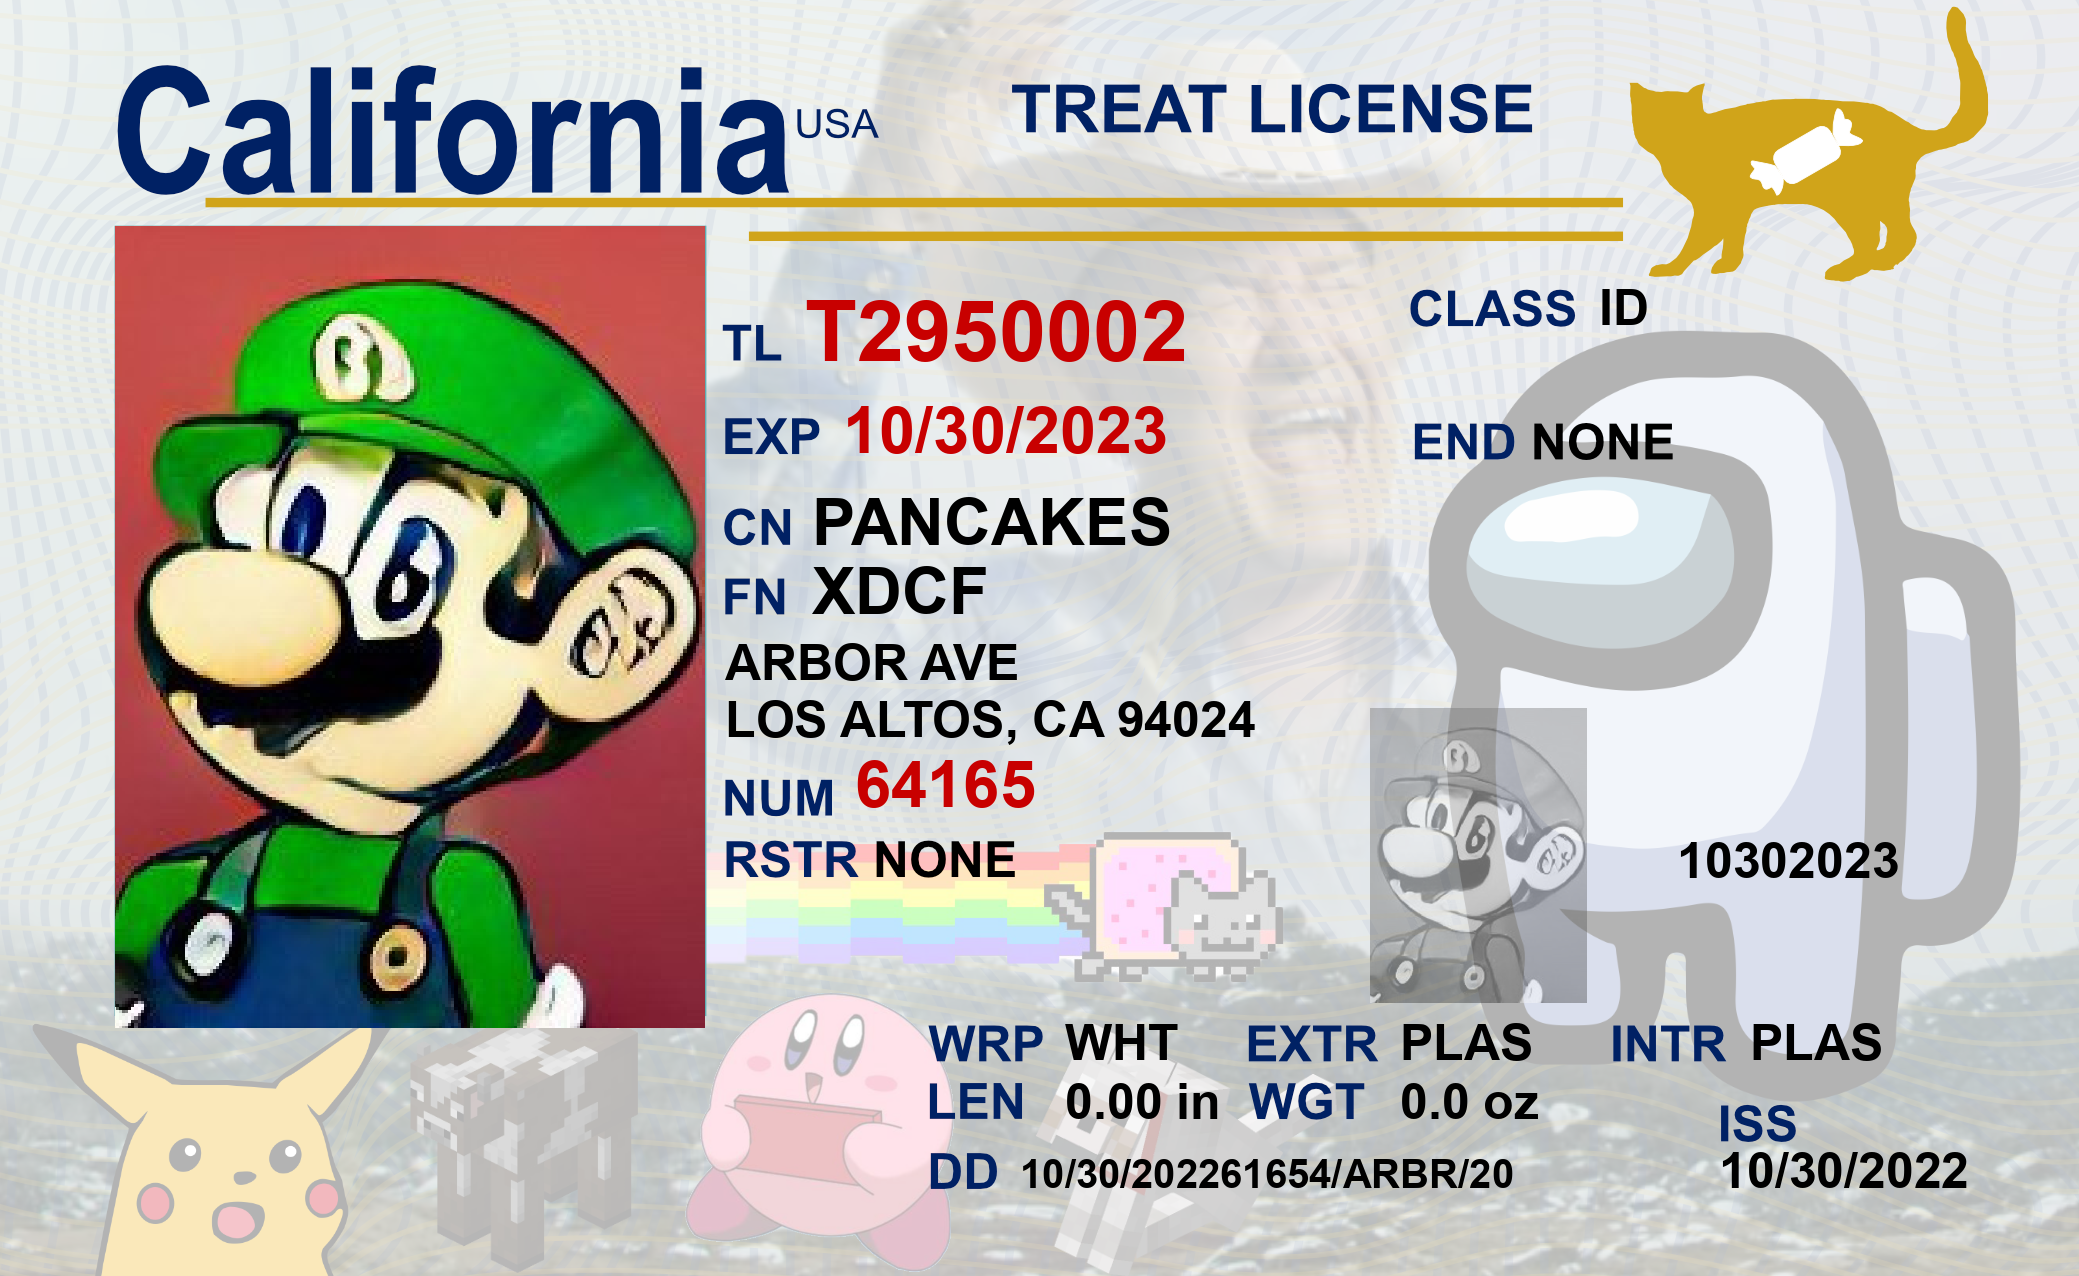 California USA TREAT LICENSE
TL T2950002
CLASS ID
EXP 10/30/2023
END NONE
CN PANCAKES
FN XDCF
ARBOR AVE
LOS ALTOS, CA 94024
NUM 64165
RSTR NONE
10302023
WRP WHT EXTR PLAS INTR PLAS
LEN 0.00 in WGT 0.0 oz
ISS
DD 10/30/202261654/ARBR/20
10/30/2022